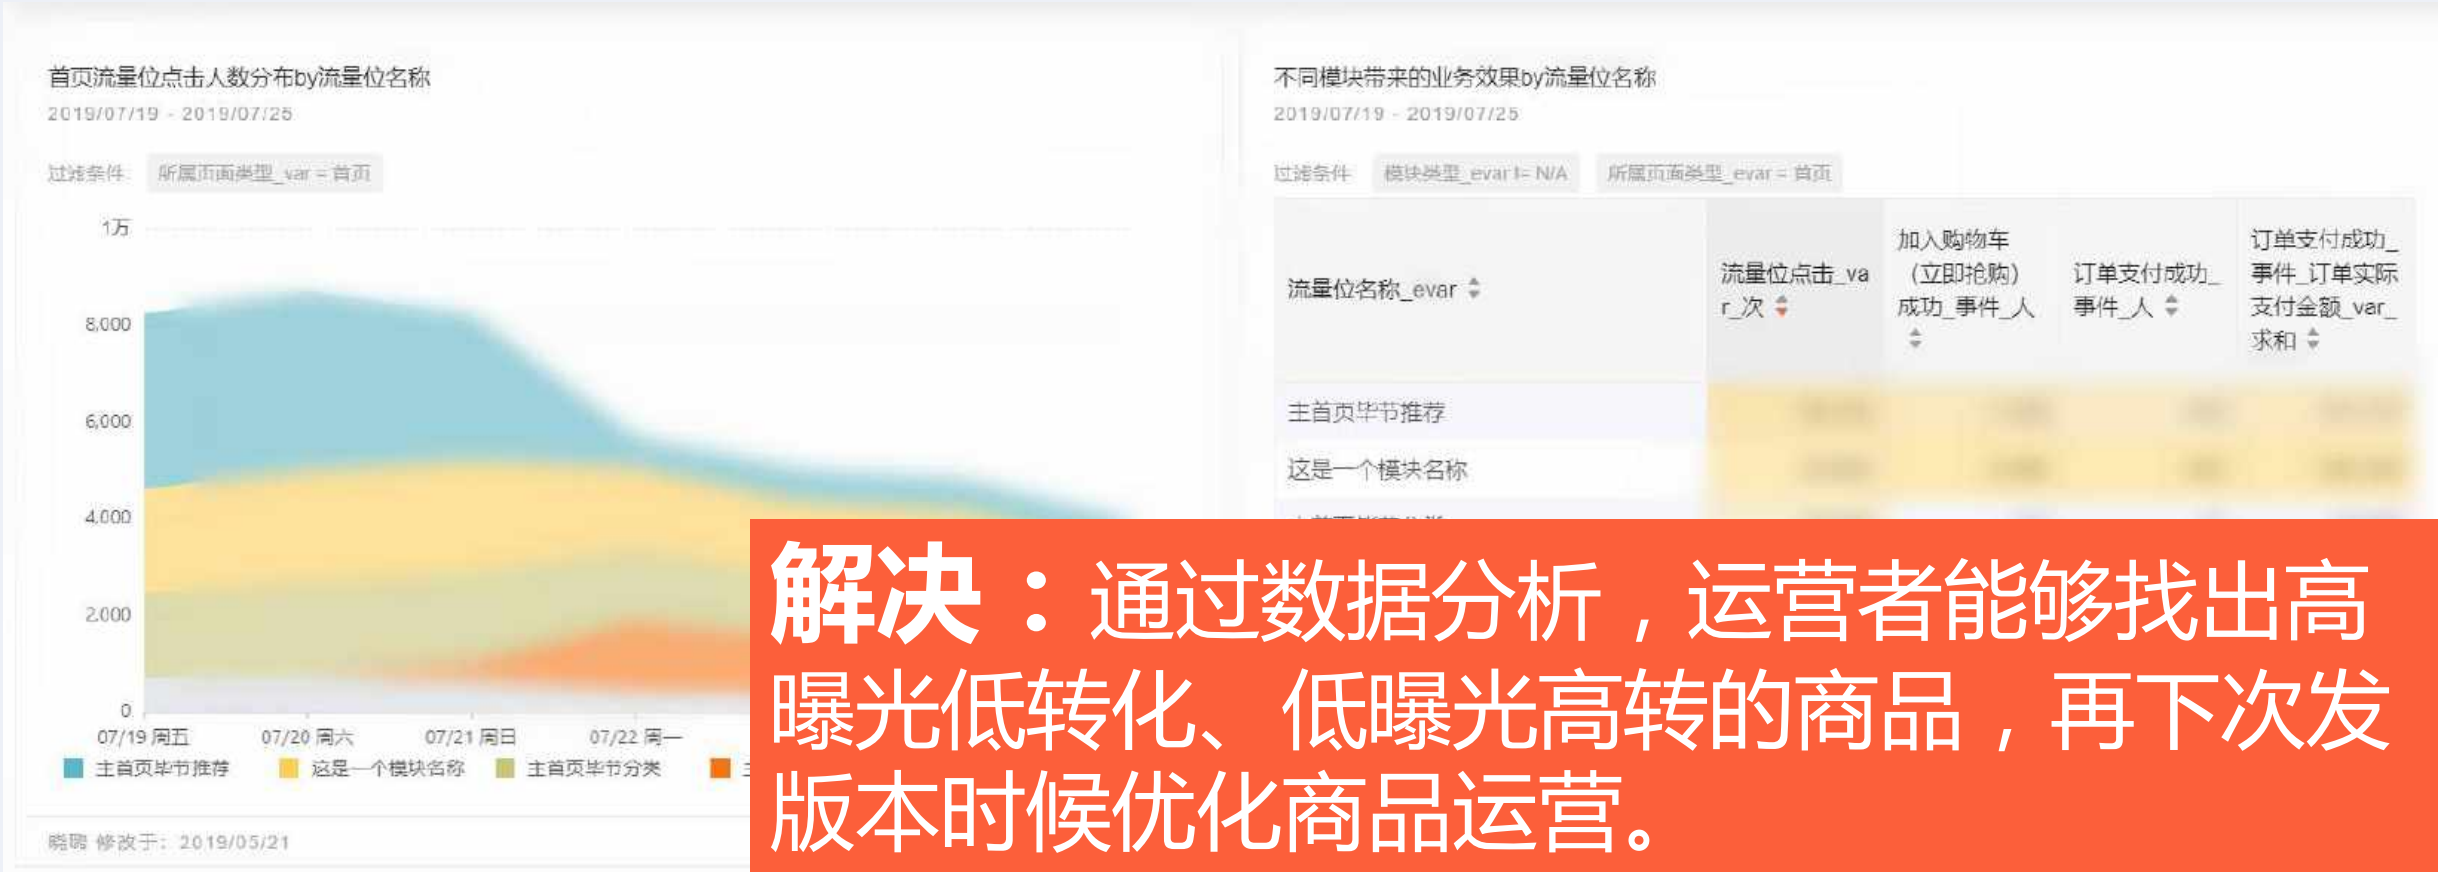 首页流量位点击人数分布by流量位名称
2019/07/19 - 2019/07/25
过滤条件: 所属页面类型_var = 首页
1万
8,000
6,000
4,000
2,000
0
07/19 周五 07/20 周六 07/21 周日 07/22 周一
主首页毕节推荐 这是一个模块名称 主首页毕节分类
晓聘 修改于: 2019/05/21
不同模块带来的业务效果by流量位名称
2019/07/19 - 2019/07/25
过滤条件 模块类型_evar != N/A 所属页面类型_evar = 首页
流量位名称_evar
流量位点击_va
r_次
加入购物车
（立即抢购）
成功_事件_人
订单支付成功_
事件_人
订单支付成功_
事件_订单实际
支付金额_var_
求和
主首页毕节推荐
这是一个模块名称
解决：通过数据分析，运营者能够找出高
曝光低转化、低曝光高转的商品，再下次发
版本时候优化商品运营。